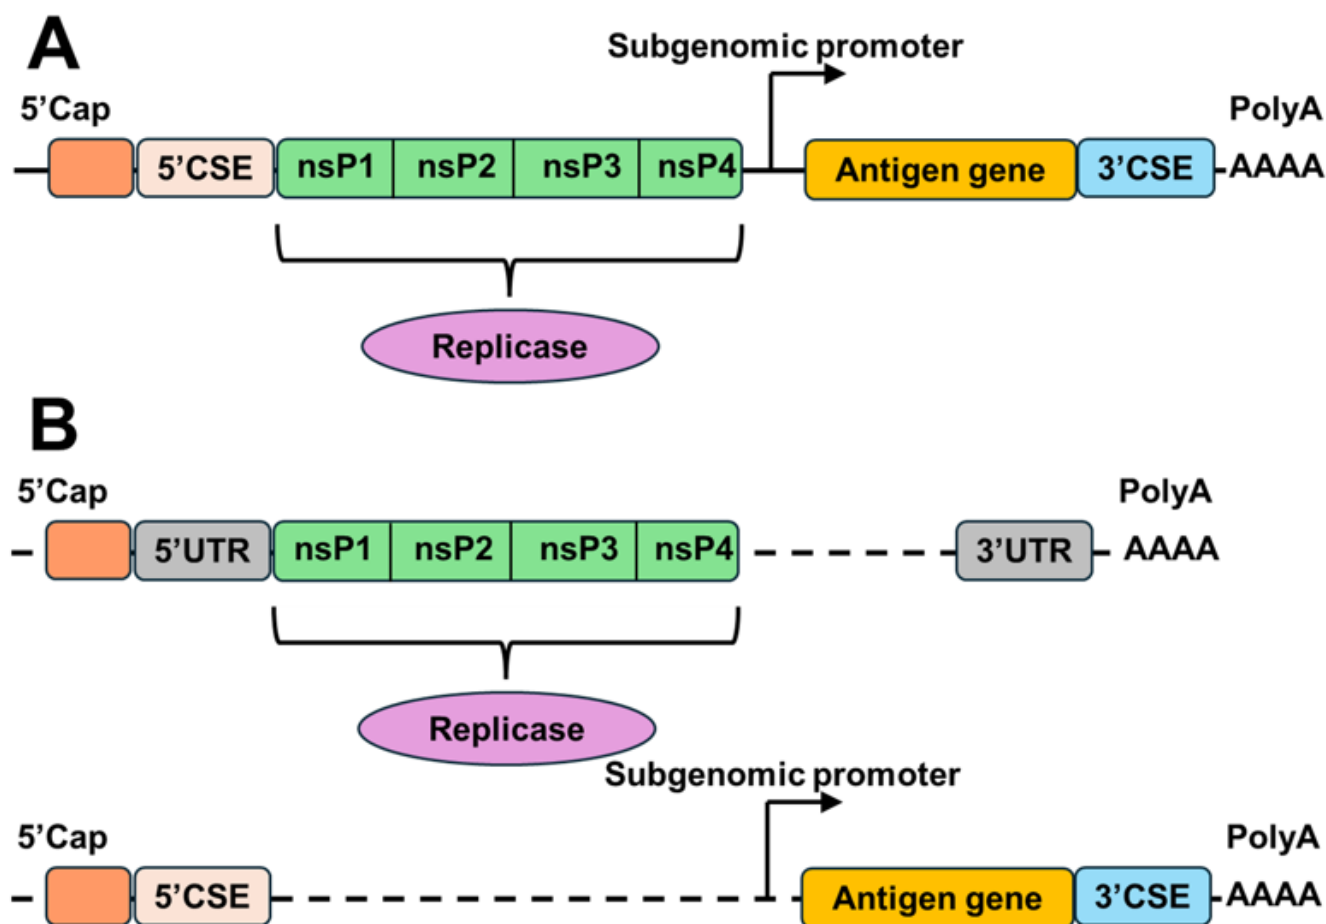 A
Subgenomic promoter
5’Cap PolyA
5’CSE nsP1 nsP2 nsP3 nsP4 Antigen gene 3’CSE AAAA
Replicase
B
5’Cap PolyA
5’UTR nsP1 nsP2 nsP3 nsP4 3’UTR AAAA
Replicase
Subgenomic promoter
5’Cap PolyA
5’CSE Antigen gene 3’CSE AAAA